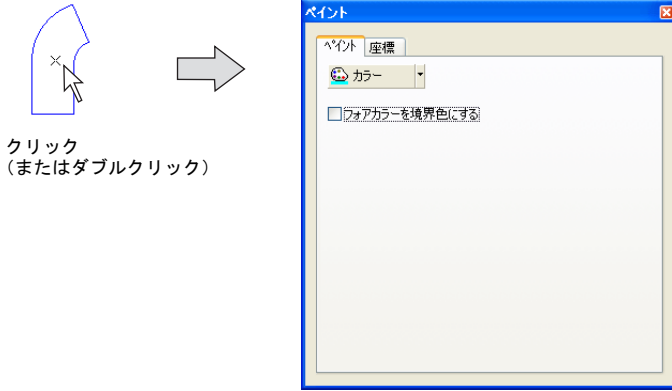 クリック
（またはダブルクリック）
ペイント
ペイント 座標
カラー
フォアカラーを境界色にする